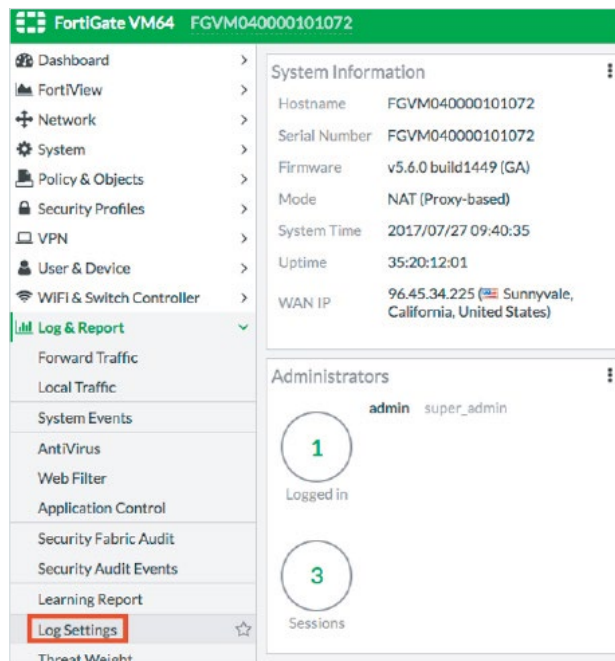 FortiGate VM64 FGVM040000101072
Dashboard
FortiView
Network
System
Policy & Objects
Security Profiles
VPN
User & Device
WiFi & Switch Controller
Log & Report
Forward Traffic
Local Traffic
System Events
AntiVirus
Web Filter
Application Control
Security Fabric Audit
Security Audit Events
Learning Report
Log Settings
Threat Weight
System Information
Hostname FGVM040000101072
Serial Number FGVM040000101072
Firmware v5.6.0 build1449 (GA)
Mode NAT (Proxy-based)
System Time 2017/07/27 09:40:35
Uptime 35:20:12:01
WAN IP 96.45.34.225 ( Sunnyvale,
California, United States)
Administrators
admin super_admin
1
Logged in
3
Sessions